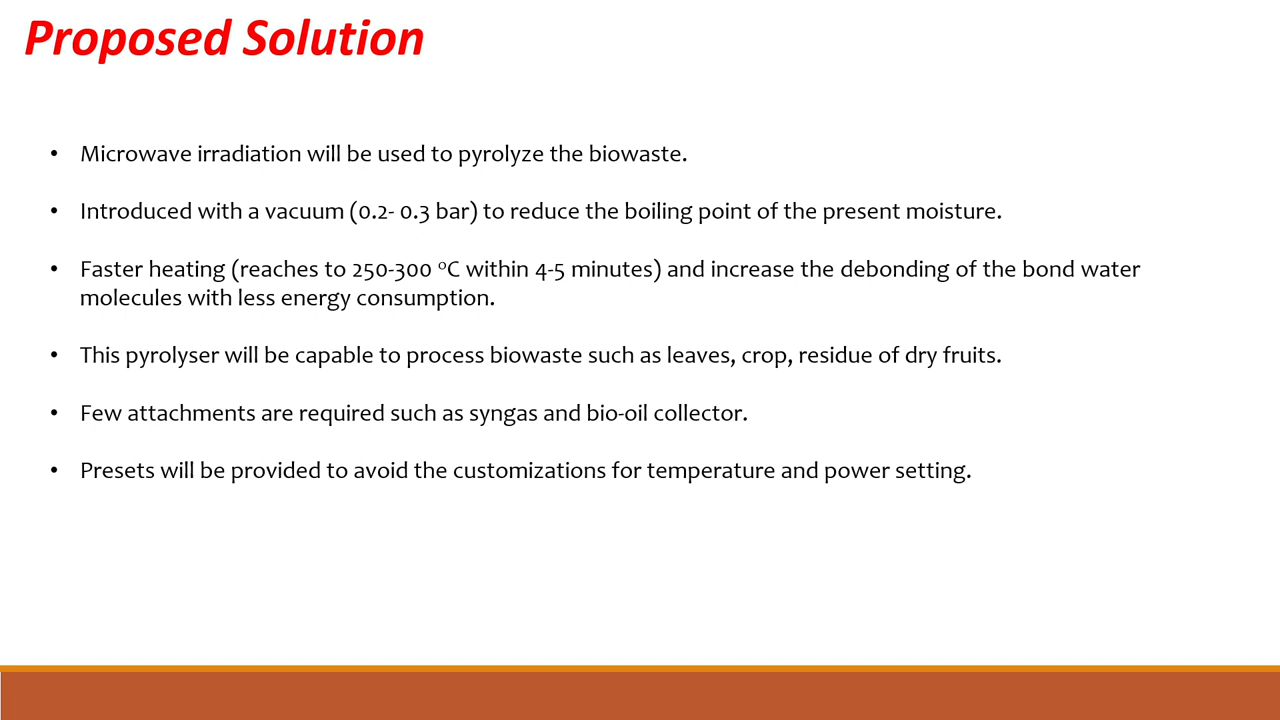 Proposed Solution
• Microwave irradiation will be used to pyrolyze the biowaste.
• Introduced with a vacuum (0.2- 0.3 bar) to reduce the boiling point of the present moisture.
• Faster heating (reaches to 250-300 ºC within 4-5 minutes) and increase the debonding of the bond water
molecules with less energy consumption.
• This pyrolyser will be capable to process biowaste such as leaves, crop, residue of dry fruits.
• Few attachments are required such as syngas and bio-oil collector.
• Presets will be provided to avoid the customizations for temperature and power setting.